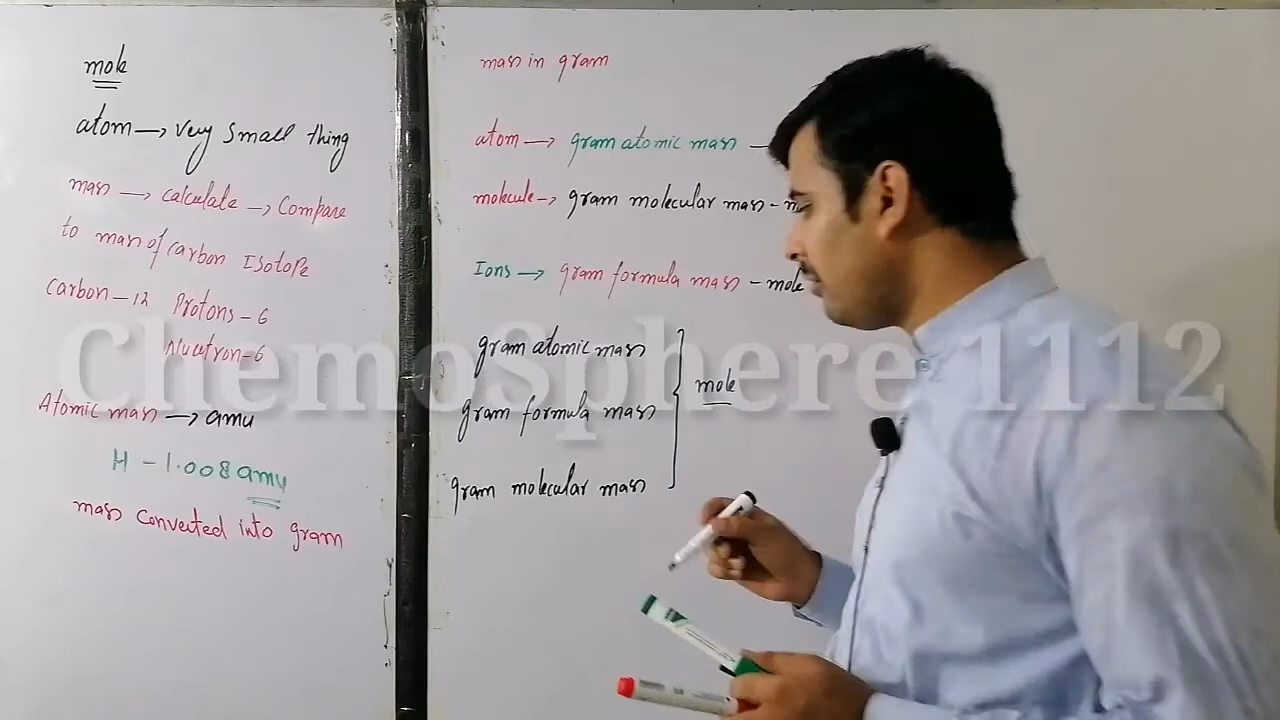 mole
atom → very small thing
mass → calculate → Compare
to mass of carbon Isotope
Carbon-12 Protons-6
Nucutron-6
Atomic mass → amu
H - 1.008 amu
mass Converted into gram
mass in gram
atom → gram atomic mass -
molecule → gram molecular mass -
Ions → gram formula mass - mole
gram atomic mass
gram formula mass
gram molecular mass
mole
ChemoSphere 1112